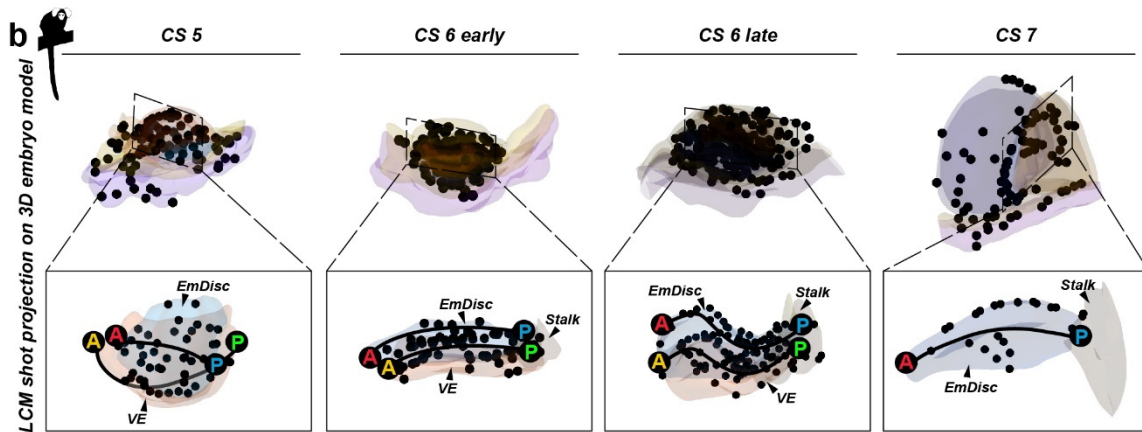 b
CS 5
CS 6 early
CS 6 late
CS 7
LCM shot projection on 3D embryo model
EmDisc
A
A
P
P
VE
EmDisc
Stalk
A
A
P
P
VE
EmDisc
Stalk
A
A
P
P
VE
Stalk
A
P
EmDisc